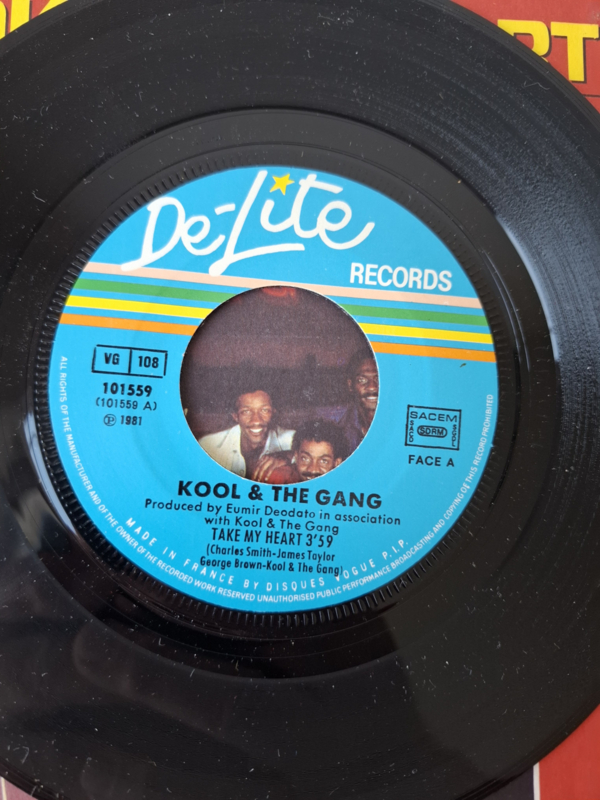 De-Lite
RECORDS
VG 108
101559
(101559 A)
Ⓟ 1981
SACEM
SACD SDRM SGDL
FACE A
KOOL & THE GANG
Produced by Eumir Deodato in association
with Kool & The Gang
TAKE MY HEART 3'59
(Charles Smith-James Taylor
George Brown-Kool & The Gang)
MADE IN FRANCE BY DISQUES VOGUE P.I.P.
ALL RIGHTS OF THE MANUFACTURER AND OF THE OWNER OF THE RECORDED WORK RESERVED UNAUTHORISED PUBLIC PERFORMANCE BROADCASTING AND COPYING OF THIS RECORD PROHIBITED